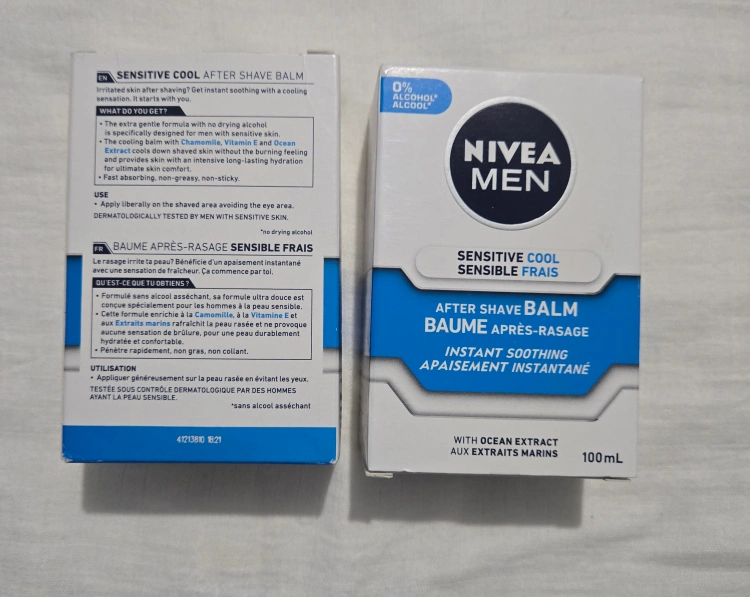 EN SENSITIVE COOL AFTER SHAVE BALM
Irritated skin after shaving? Get instant soothing with a cooling
sensation. It starts with you.
WHAT DO YOU GET?
• The extra gentle formula with no drying alcohol
is specifically designed for men with sensitive skin.
• The cooling balm with Chamomile, Vitamin E and Ocean
Extract cools down shaved skin without the burning feeling
and provides skin with an intensive long-lasting hydration
for ultimate skin comfort.
• Fast absorbing, non-greasy, non-sticky.
USE
• Apply liberally on the shaved area avoiding the eye area.
DERMATOLOGICALLY TESTED BY MEN WITH SENSITIVE SKIN.
*no drying alcohol
FR BAUME APRÈS-RASAGE SENSIBLE FRAIS
Le rasage irrite ta peau? Bénéficie d'un apaisement instantané
avec une sensation de fraîcheur. Ça commence par toi.
QU'EST-CE QUE TU OBTIENS ?
• Formulé sans alcool asséchant, sa formule ultra douce est
conçue spécialement pour les hommes à la peau sensible.
• Cette formule enrichie à la Camomille, à la Vitamine E et
aux Extraits marins rafraîchit la peau rasée et ne provoque
aucune sensation de brûlure, pour une peau durablement
hydratée et confortable.
• Pénètre rapidement, non gras, non collant.
UTILISATION
• Appliquer généreusement sur la peau rasée en évitant les yeux.
TESTÉE SOUS CONTRÔLE DERMATOLOGIQUE PAR DES HOMMES
AYANT LA PEAU SENSIBLE.
*sans alcool asséchant
41213810 18:21
0%
ALCOHOL*
ALCOOL*
NIVEA
MEN
SENSITIVE COOL
SENSIBLE FRAIS
AFTER SHAVE BALM
BAUME APRÈS-RASAGE
INSTANT SOOTHING
APAISEMENT INSTANTANÉ
WITH OCEAN EXTRACT
AUX EXTRAITS MARINS
100mL